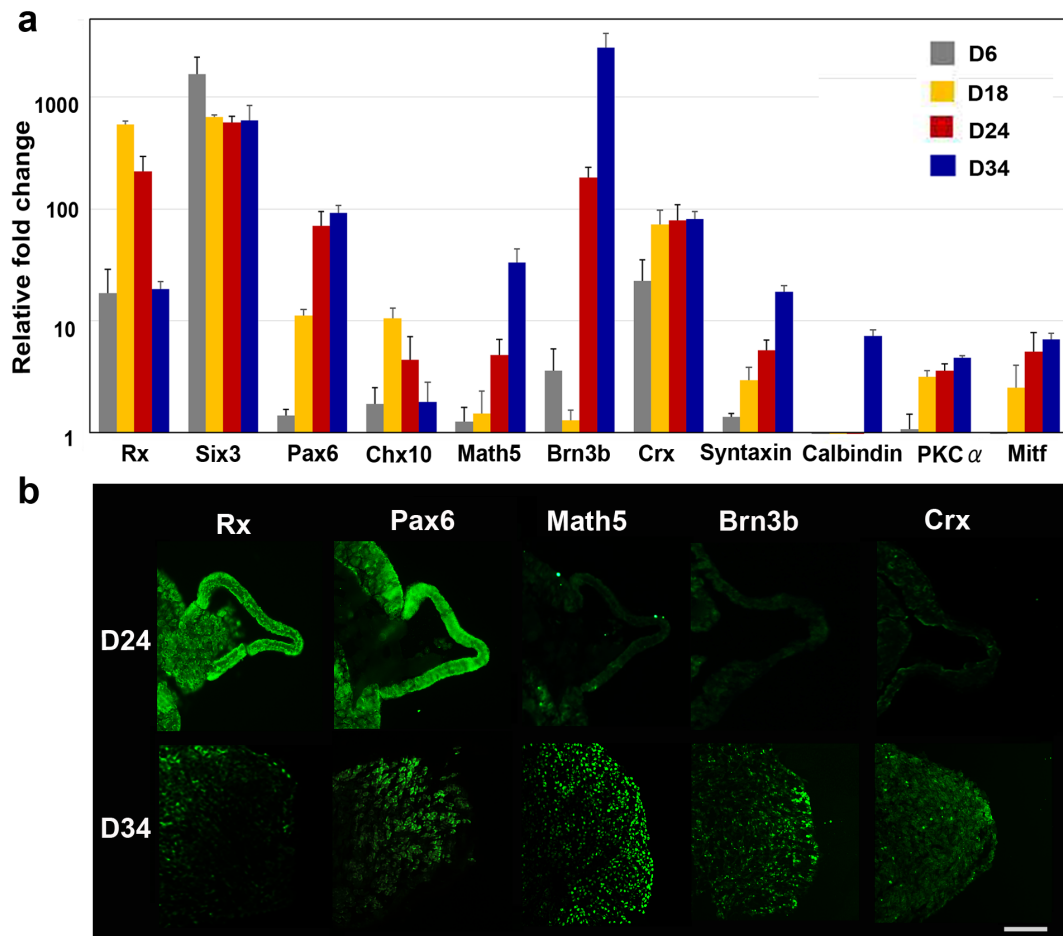 a
Relative fold change
1000
100
10
1
D6
D18
D24
D34
Rx Six3 Pax6 Chx10 Math5 Brn3b Crx Syntaxin Calbindin PKC α Mitf
b
Rx Pax6 Math5 Brn3b Crx
D24
D34